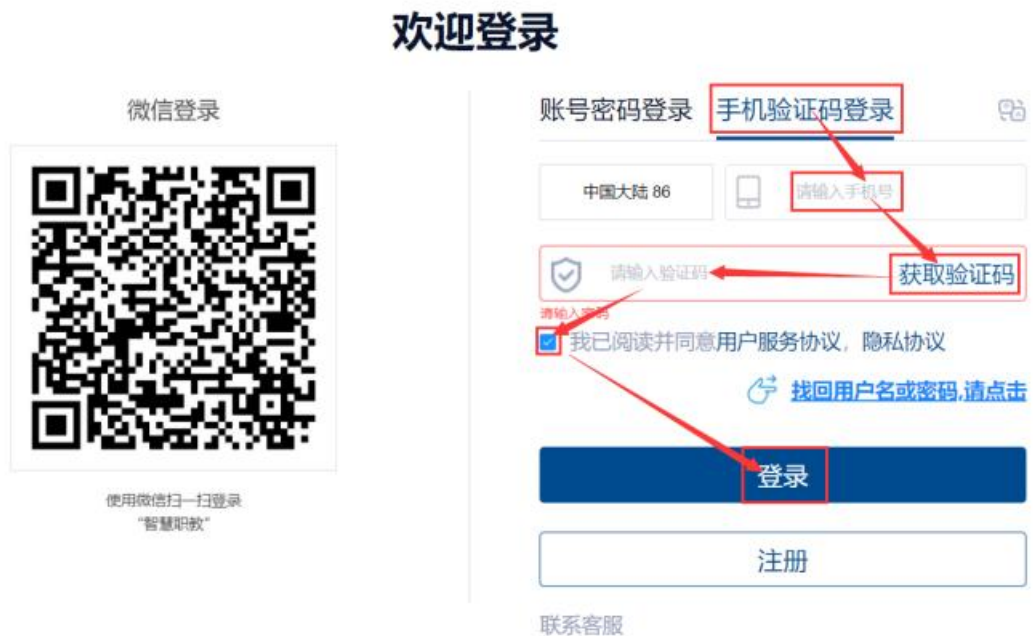 欢迎登录
微信登录
使用微信扫一扫登录
“智慧职教”
账号密码登录 手机验证码登录
中国大陆 86 请输入手机号
请输入验证码 获取验证码
请输入密码
我已阅读并同意用户服务协议，隐私协议
找回用户名或密码,请点击
登录
注册
联系客服